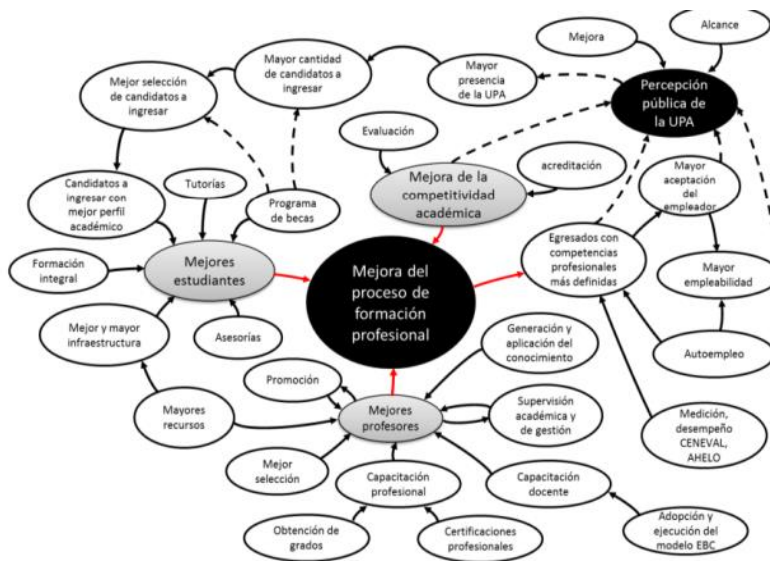 Mejora
Alcance
Percepción
pública de
la UPA
Mayor
presencia
de la UPA
Mayor cantidad
de candidatos a
ingresar
Mejor selección
de candidatos a
ingresar
Evaluación
acreditación
Mejora de la
competitividad
académica
Mayor
aceptación
del
empleador
Candidatos
a ingresar con
mejor perfil
académico
Tutorías
Programa
de becas
Formación
integral
Mejores
estudiantes
Mejora del
proceso de
formación
profesional
Egresados con
competencias
profesionales
más definidas
Mayor
empleabilidad
Mejor y mayor
infraestructura
Asesorías
Generación y
aplicación del
conocimiento
Autoempleo
Promoción
Mayores
recursos
Mejores
profesores
Supervisión
académica y
de gestión
Medición,
desempeño
CENEVAL,
AHELO
Mejor
selección
Capacitación
profesional
Capacitación
docente
Obtención de
grados
Certificaciones
profesionales
Adopción y
ejecución del
modelo EBC